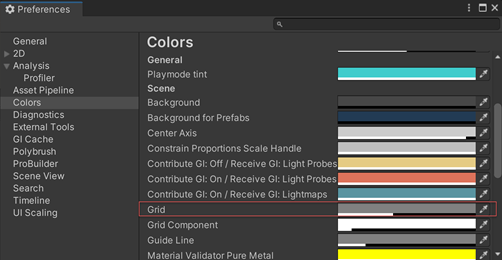 Preferences
General
2D
Analysis
Profiler
Asset Pipeline
Colors
Diagnostics
External Tools
GI Cache
Polybrush
ProBuilder
Scene View
Search
Timeline
UI Scaling
Colors
General
Playmode tint
Scene
Background
Background for Prefabs
Center Axis
Constrain Proportions Scale Handle
Contribute GI: Off / Receive GI: Light Probes
Contribute GI: On / Receive GI: Light Probes
Contribute GI: On / Receive GI: Lightmaps
Grid
Grid Component
Guide Line
Material Validator Pure Metal